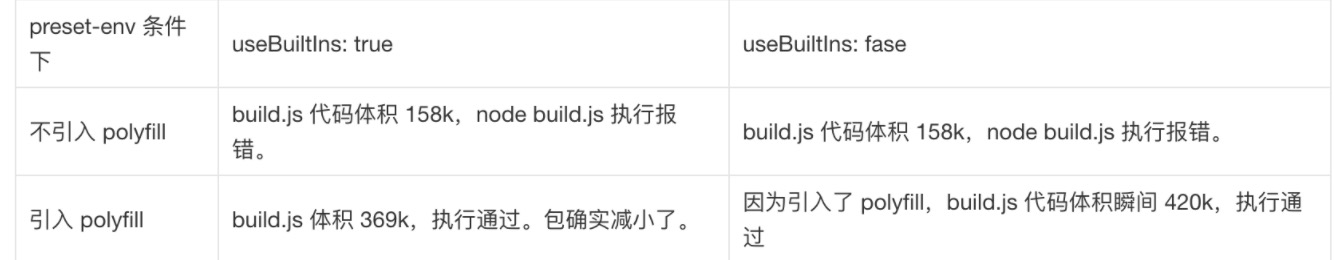 preset-env 条件
下
useBuiltIns: true
useBuiltIns: fase
不引入 polyfill
build.js 代码体积 158k，node build.js 执行报
错。
build.js 代码体积 158k，node build.js 执行报错。
引入 polyfill
build.js 体积 369k，执行通过。包确实减小了。
因为引入了 polyfill，build.js 代码体积瞬间 420k，执行通
过